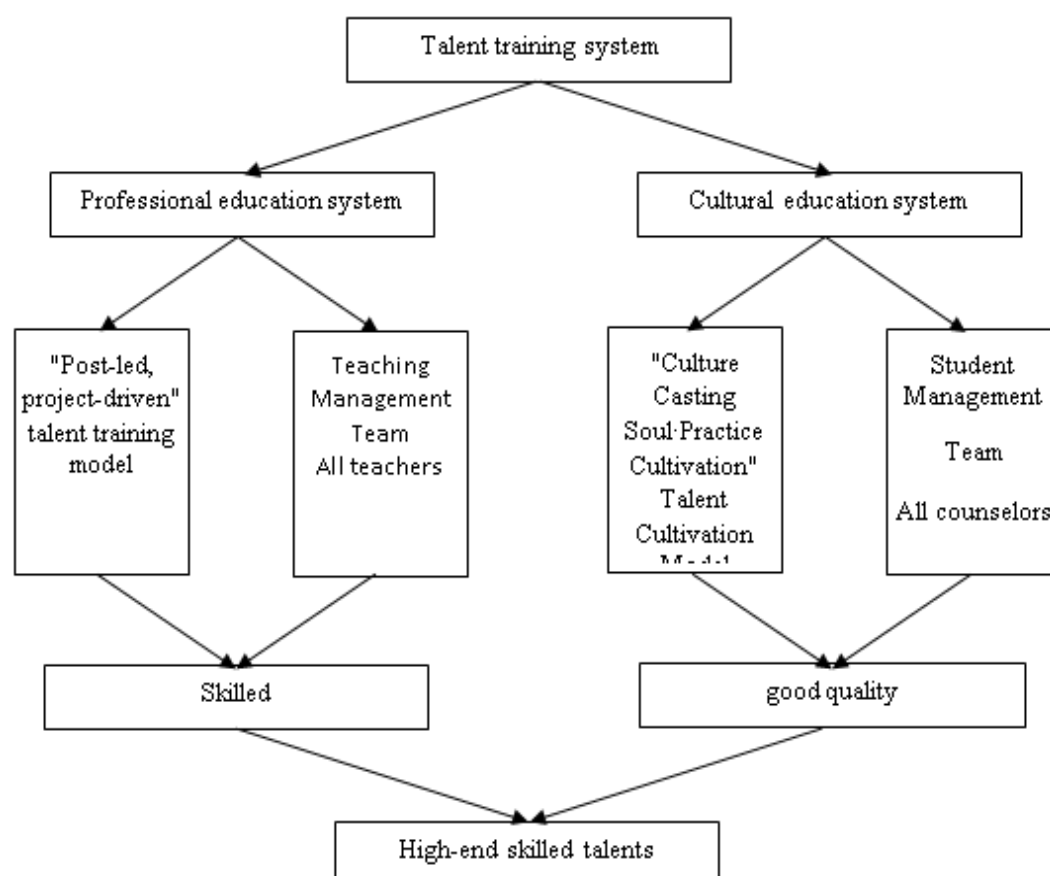 Talent training system
Professional education system
Cultural education system
"Post-led,
project-driven"
talent training
model
Teaching
Management
Team
All teachers
"Culture
Casting
Soul·Practice
Cultivation"
Talent
Cultivation
Model
Student
Management
Team
All counselors
Skilled
good quality
High-end skilled talents